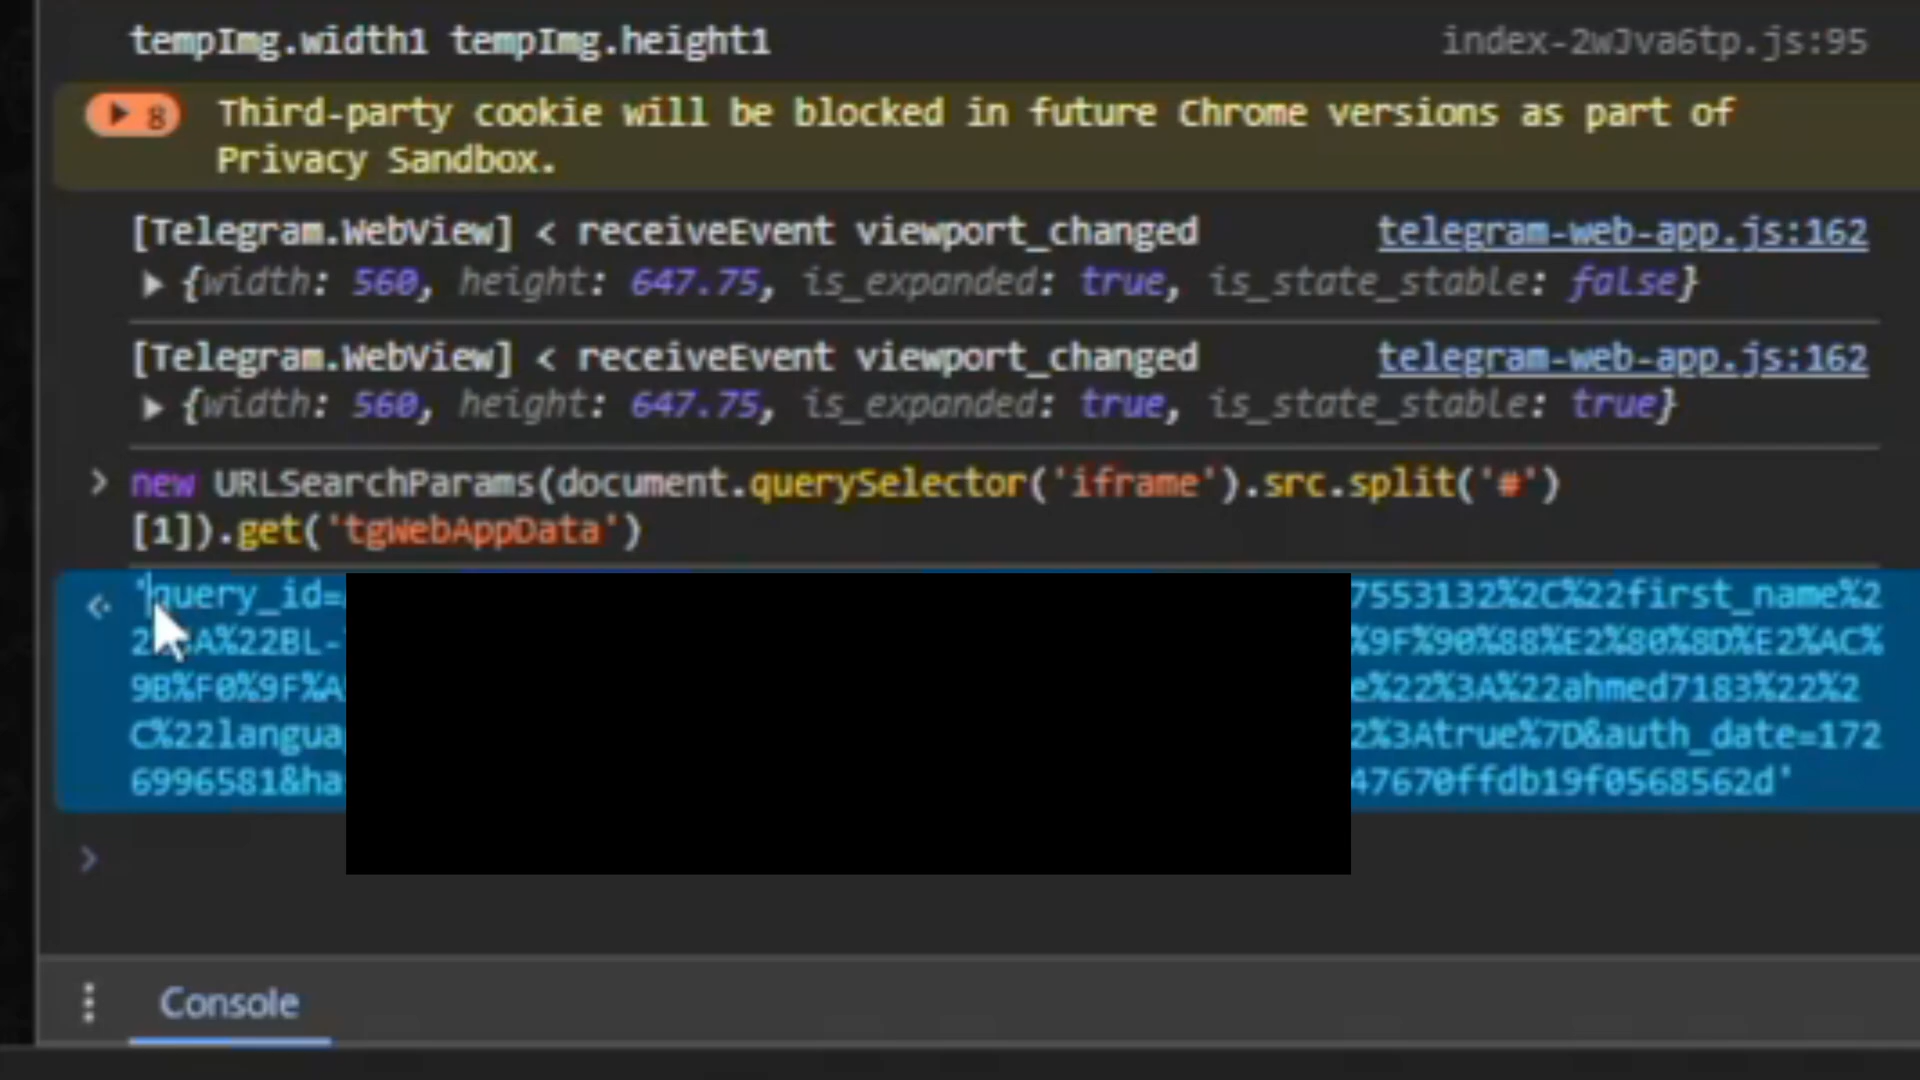 tempImg.width1 tempImg.height1 index-2wJva6tp.js:95
8 Third-party cookie will be blocked in future Chrome versions as part of
Privacy Sandbox.
[Telegram.WebView] < receiveEvent viewport_changed telegram-web-app.js:162
{width: 560, height: 647.75, is_expanded: true, is_state_stable: false}
[Telegram.WebView] < receiveEvent viewport_changed telegram-web-app.js:162
{width: 560, height: 647.75, is_expanded: true, is_state_stable: true}
> new URLSearchParams(document.querySelector('iframe').src.split('#')
[1]).get('tgWebAppData')
'query_id= 7553132%2C%22first_name%2
2%3A%22BL- %9F%90%88%E2%80%8D%E2%AC%
9B%F0%9F%A e%22%3A%22ahmed7183%22%2
C%22langua 2%3Atrue%7D&auth_date=172
6996581&ha 47670ffdb19f0568562d'
>
Console